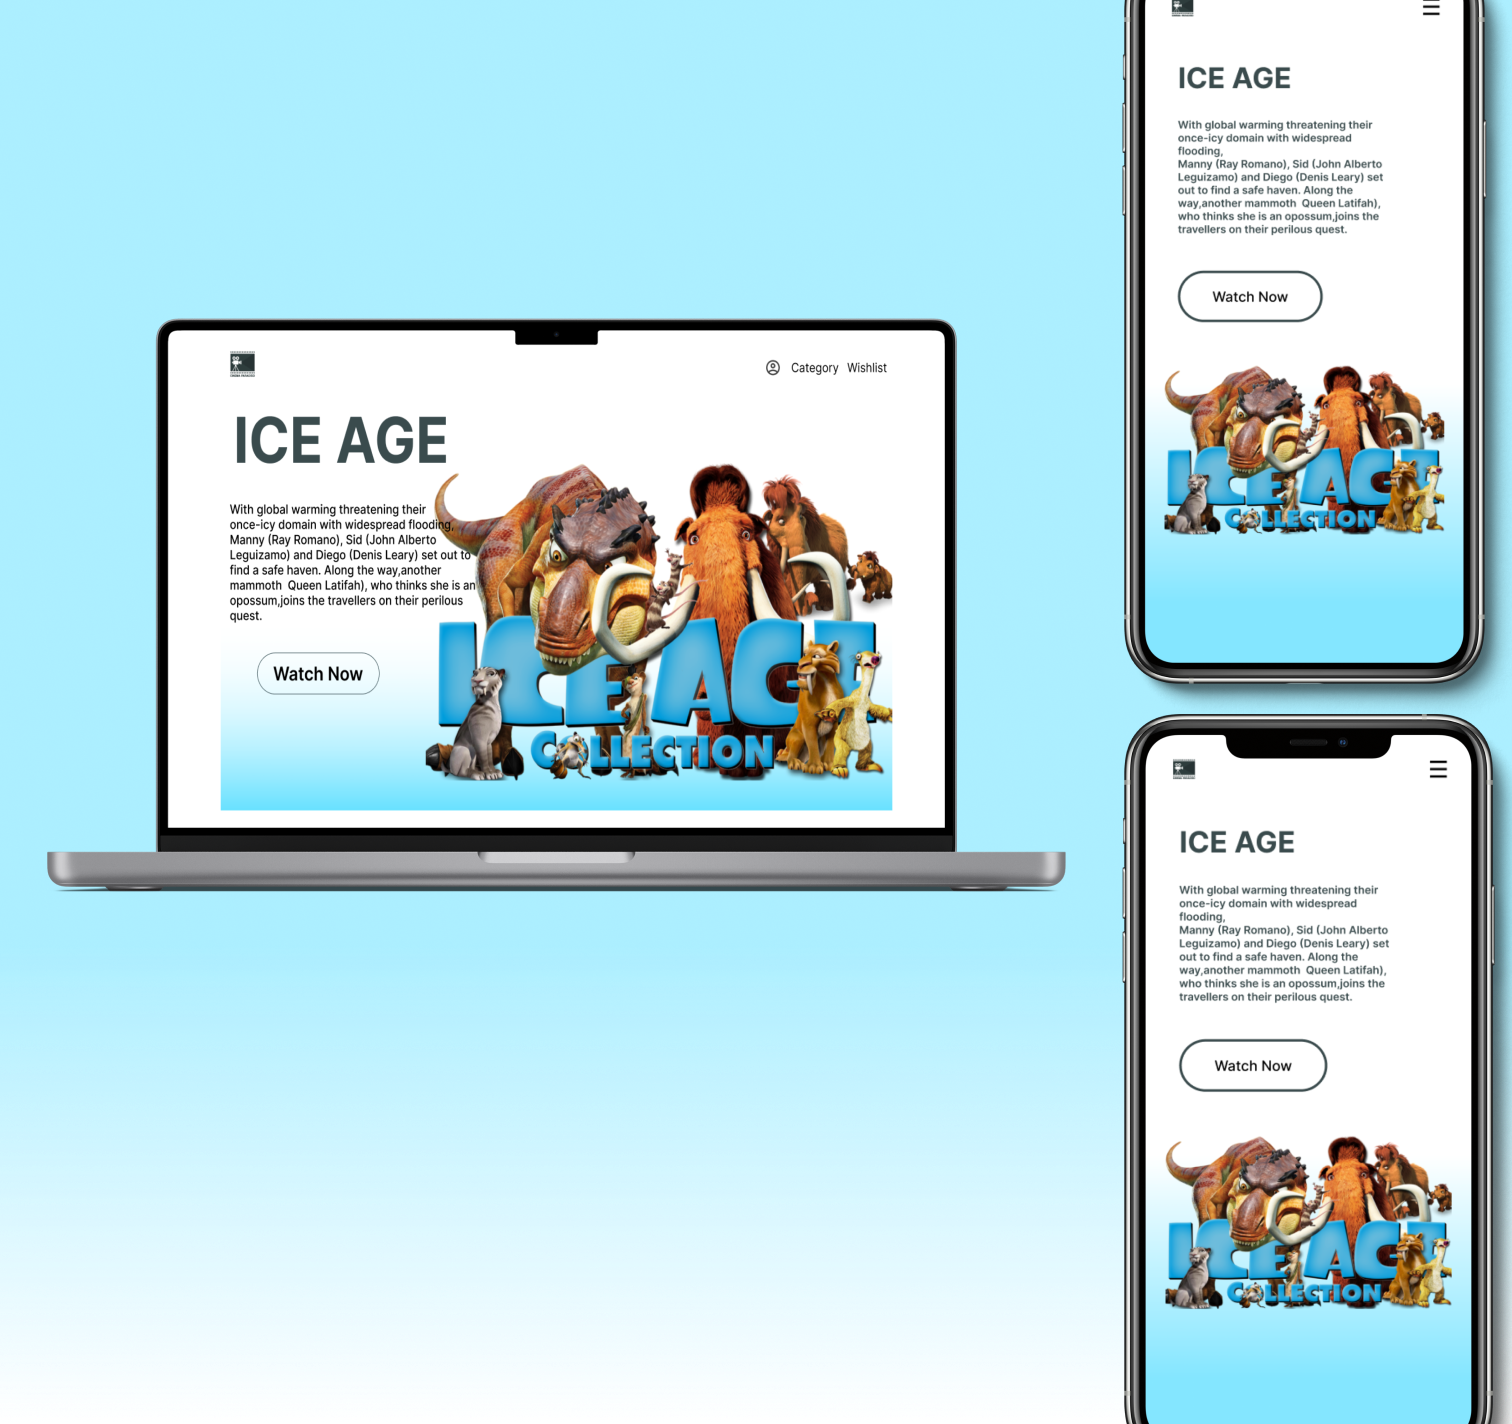 Category Wishlist
ICE AGE
With global warming threatening their
once-icy domain with widespread flooding,
Manny (Ray Romano), Sid (John Alberto
Leguizamo) and Diego (Denis Leary) set out to
find a safe haven. Along the way,another
mammoth  Queen Latifah), who thinks she is an
opossum,joins the travellers on their perilous
quest.
Watch Now
ICE AGE
COLLECTION
ICE AGE
With global warming threatening their
once-icy domain with widespread
flooding,
Manny (Ray Romano), Sid (John Alberto
Leguizamo) and Diego (Denis Leary) set
out to find a safe haven. Along the
way,another mammoth  Queen Latifah),
who thinks she is an opossum,joins the
travellers on their perilous quest.
Watch Now
ICE AGE
COLLECTION
ICE AGE
With global warming threatening their
once-icy domain with widespread
flooding,
Manny (Ray Romano), Sid (John Alberto
Leguizamo) and Diego (Denis Leary) set
out to find a safe haven. Along the
way,another mammoth  Queen Latifah),
who thinks she is an opossum,joins the
travellers on their perilous quest.
Watch Now
ICE AGE
COLLECTION